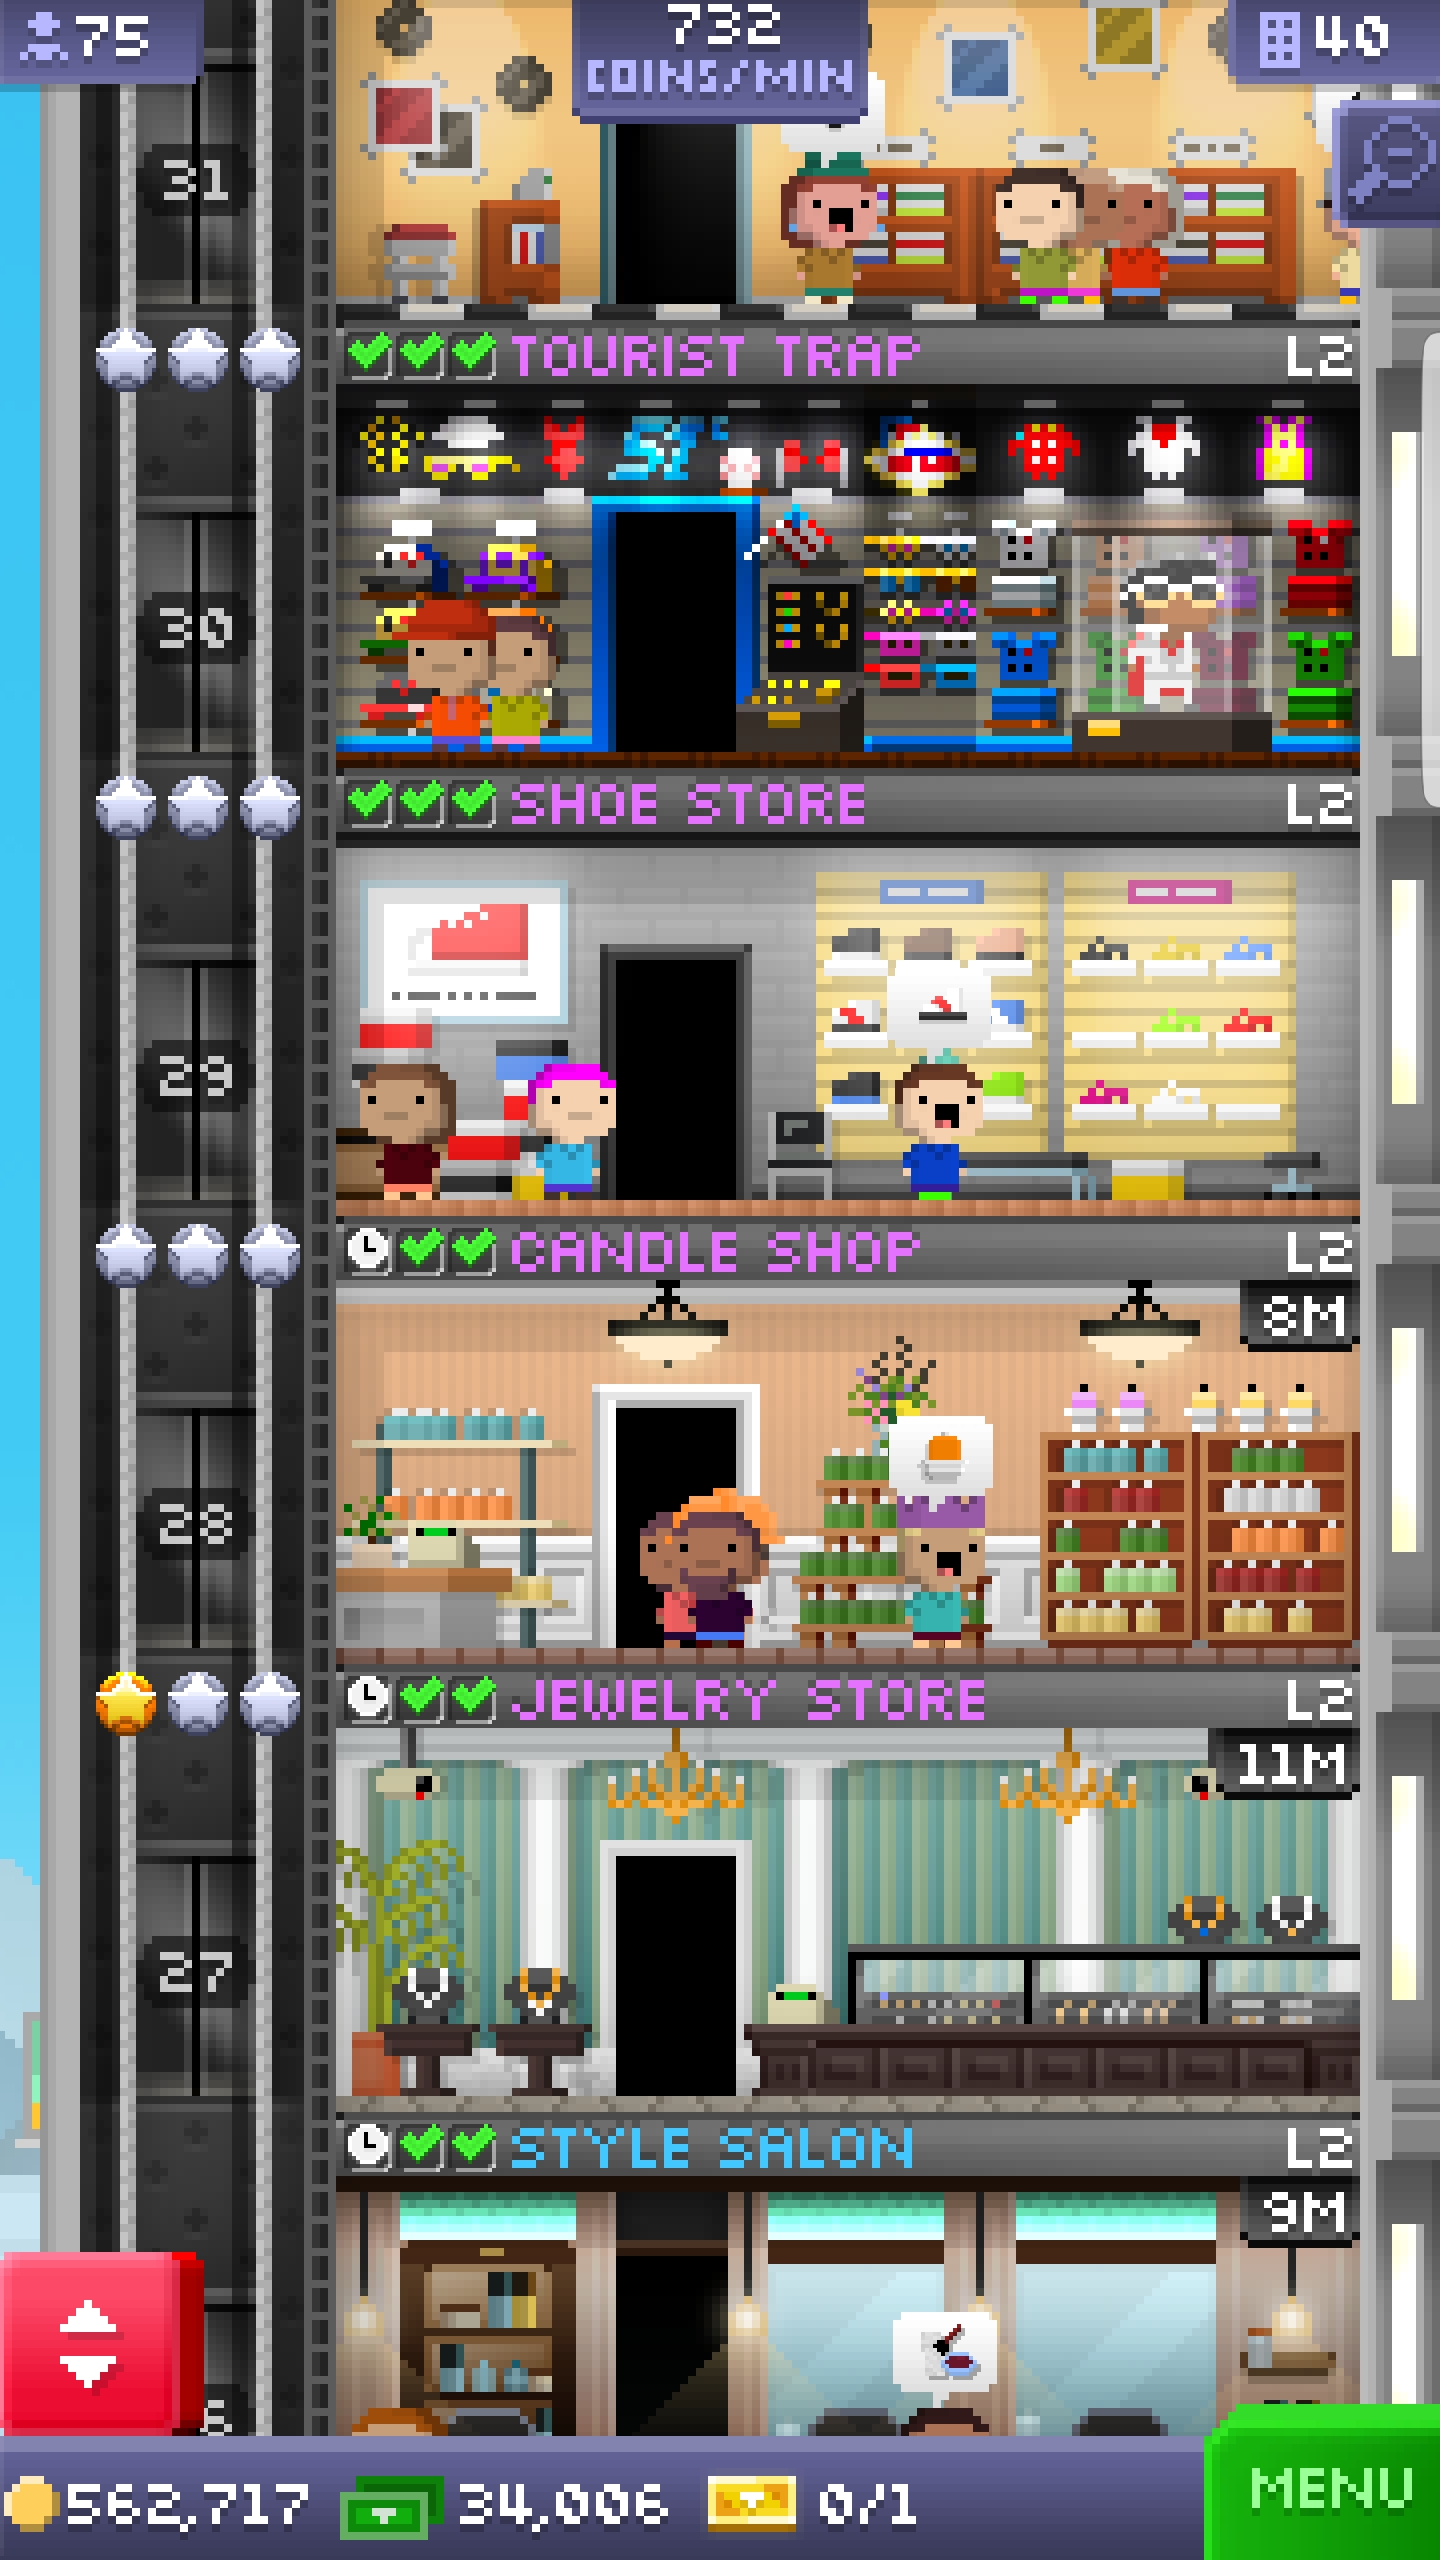 75
732
COINS/MIN
40
31
TOURIST TRAP L2
30
SHOE STORE L2
29
CANDLE SHOP L2
8M
28
JEWELRY STORE L2
11M
27
STYLE SALON L2
9M
562,717 34,006 0/1
MENU